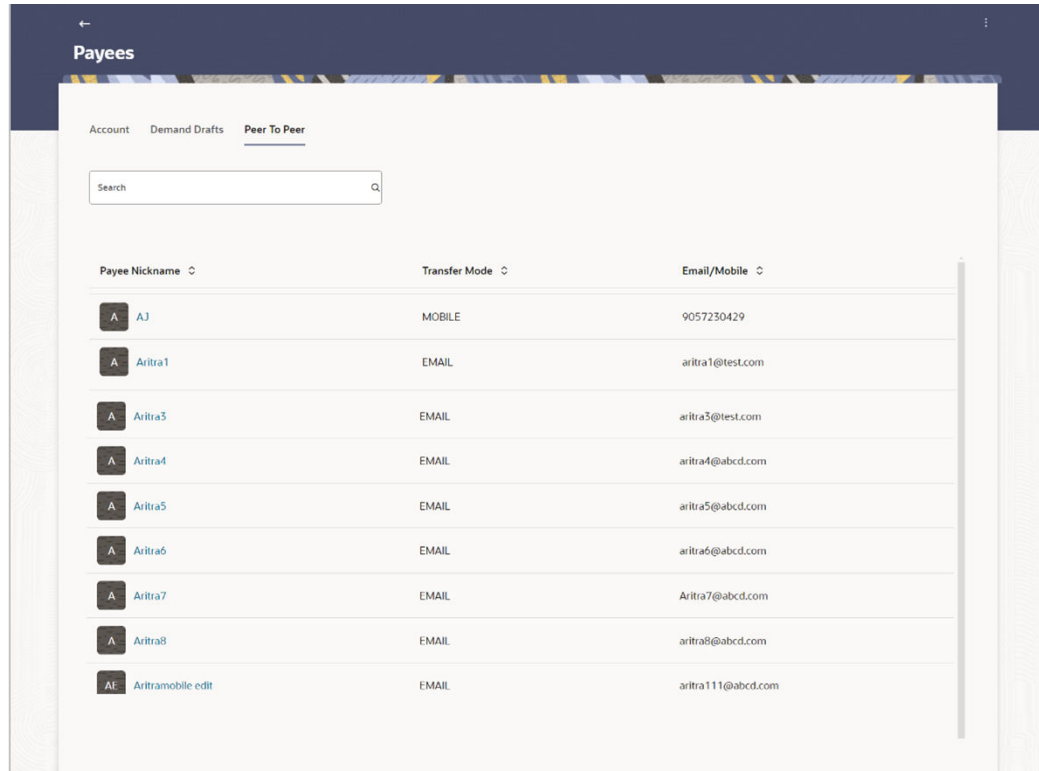 Payees
Account Demand Drafts Peer To Peer
Search
Payee Nickname Transfer Mode Email/Mobile
A AJ MOBILE 9057230429
A Aritra1 EMAIL aritra1@test.com
A Aritra3 EMAIL aritra3@test.com
A Aritra4 EMAIL aritra4@abcd.com
A Aritra5 EMAIL aritra5@abcd.com
A Aritra6 EMAIL aritra6@abcd.com
A Aritra7 EMAIL Aritra7@abcd.com
A Aritra8 EMAIL aritra8@abcd.com
AE Aritramobile edit EMAIL aritra111@abcd.com